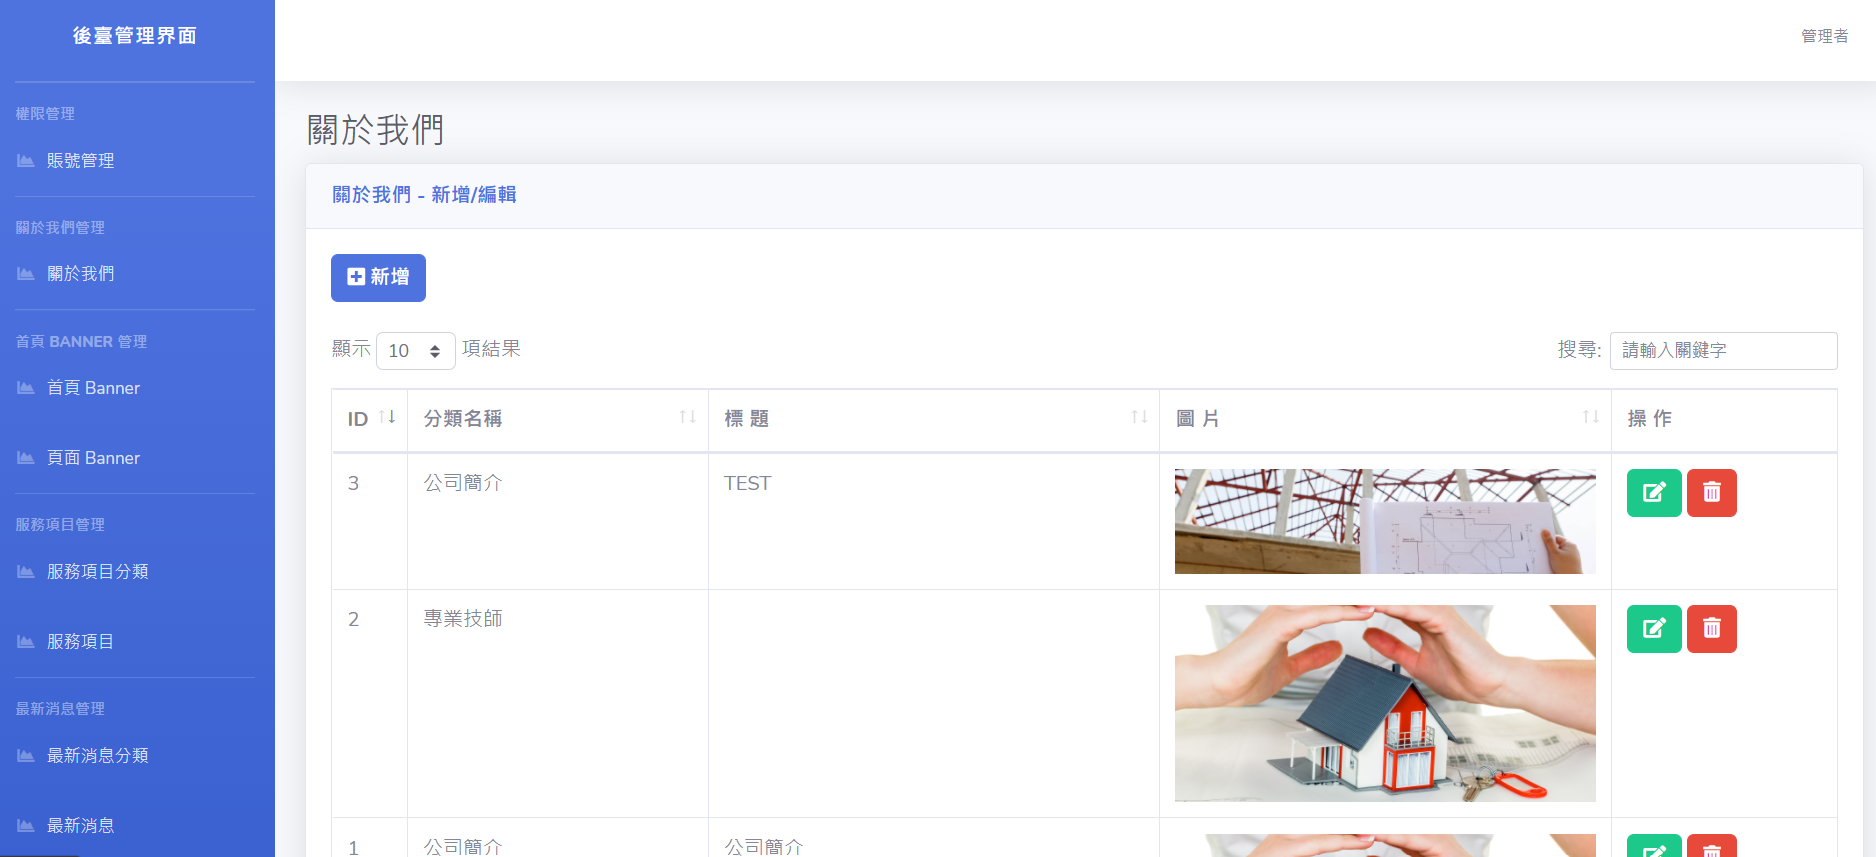 後臺管理界面
管理者
權限管理
賬號管理
關於我們管理
關於我們
首頁 BANNER 管理
首頁 Banner
頁面 Banner
服務項目管理
服務項目分類
服務項目
最新消息管理
最新消息分類
最新消息
關於我們
關於我們 - 新增/編輯
新增
顯示 10 項結果
搜尋: 請輸入關鍵字
ID 分類名稱 標 題 圖 片 操 作
3 公司簡介 TEST
2 專業技師
1 公司簡介 公司簡介